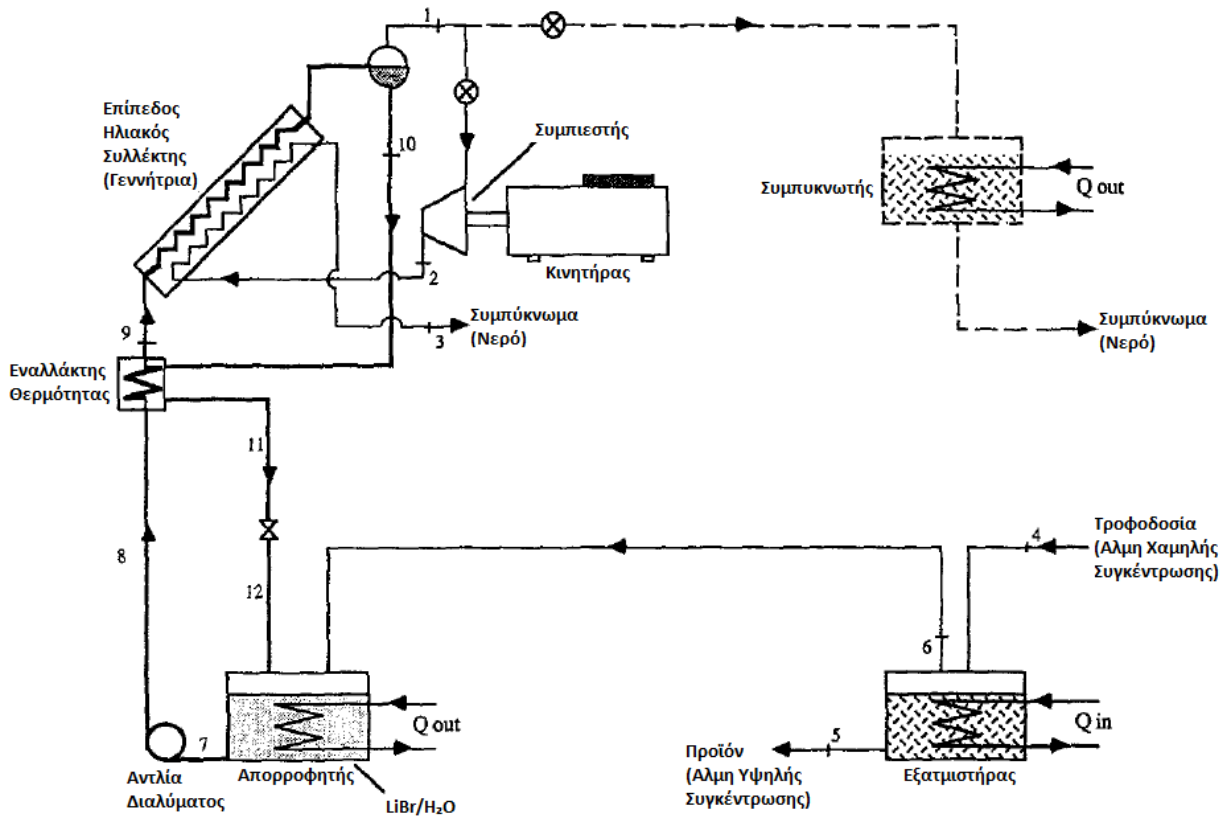 1
Επίπεδος
Ηλιακός
Συλλέκτης
(Γεννήτρια)
10
Συμπιεστής
Συμπυκνωτής
Q out
Κινητήρας
2
9
3
Συμπύκνωμα
(Νερό)
Συμπύκνωμα
(Νερό)
Εναλλάκτης
Θερμότητας
11
8
12
4
Τροφοδοσία
(Αλμη Χαμηλής
Συγκέντρωσης)
6
Q out
Q in
7
5
Προϊόν
(Αλμη Υψηλής
Συγκέντρωσης)
Αντλία
Διαλύματος
Απορροφητής
Εξατμιστήρας
LiBr/H₂O